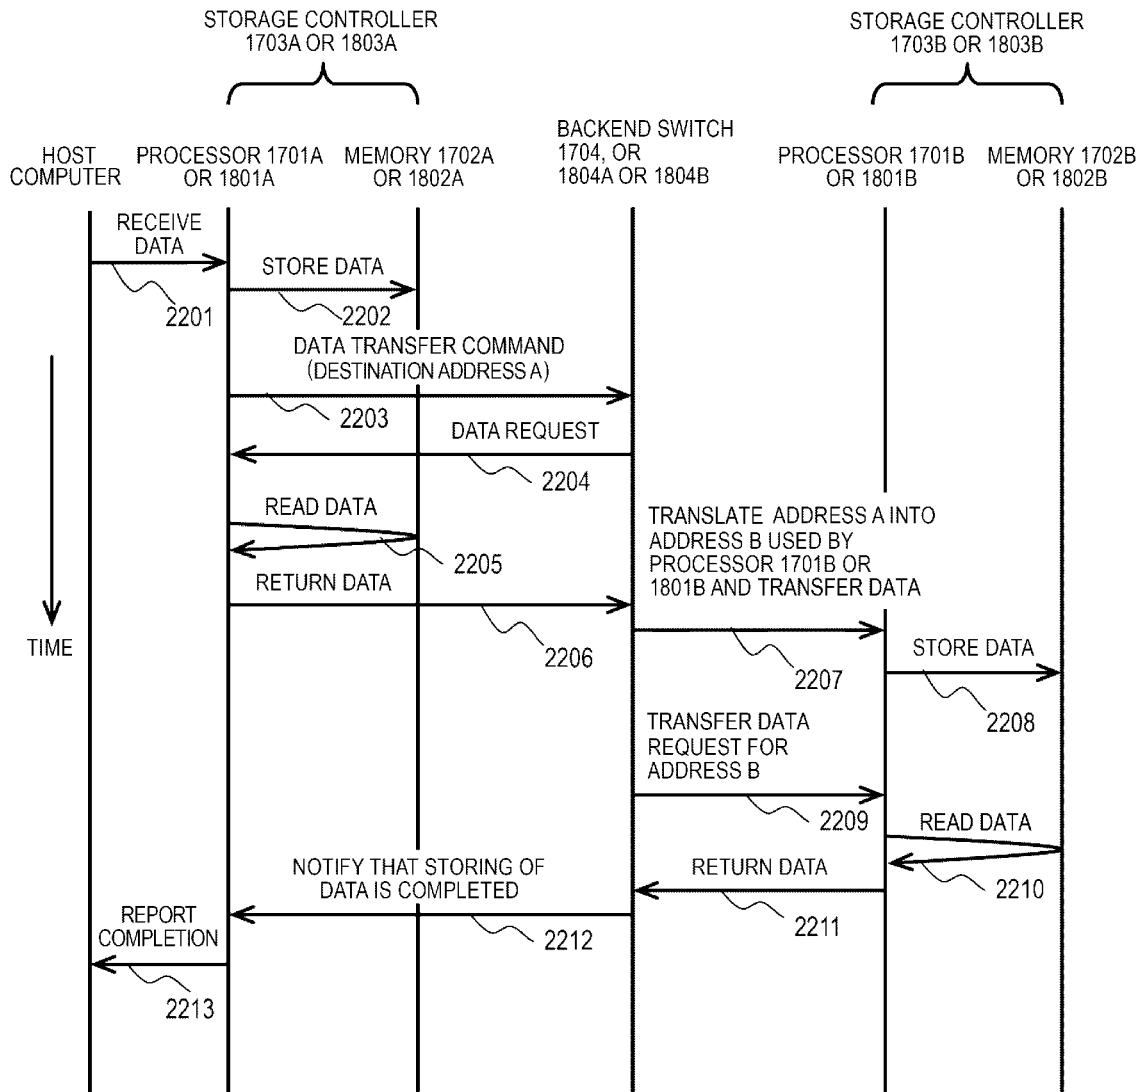 STORAGE CONTROLLER
1703A OR 1803A
STORAGE CONTROLLER
1703B OR 1803B
HOST
COMPUTER
PROCESSOR 1701A
OR 1801A
MEMORY 1702A
OR 1802A
BACKEND SWITCH
1704, OR
1804A OR 1804B
PROCESSOR 1701B
OR 1801B
MEMORY 1702B
OR 1802B
RECEIVE
DATA
2201
STORE DATA
2202
DATA TRANSFER COMMAND
(DESTINATION ADDRESS A)
2203
DATA REQUEST
2204
READ DATA
2205
RETURN DATA
2206
TIME
TRANSLATE ADDRESS A INTO
ADDRESS B USED BY
PROCESSOR 1701B OR
1801B AND TRANSFER DATA
2207
STORE DATA
2208
TRANSFER DATA
REQUEST FOR
ADDRESS B
2209
READ DATA
2210
RETURN DATA
2211
NOTIFY THAT STORING OF
DATA IS COMPLETED
2212
REPORT
COMPLETION
2213